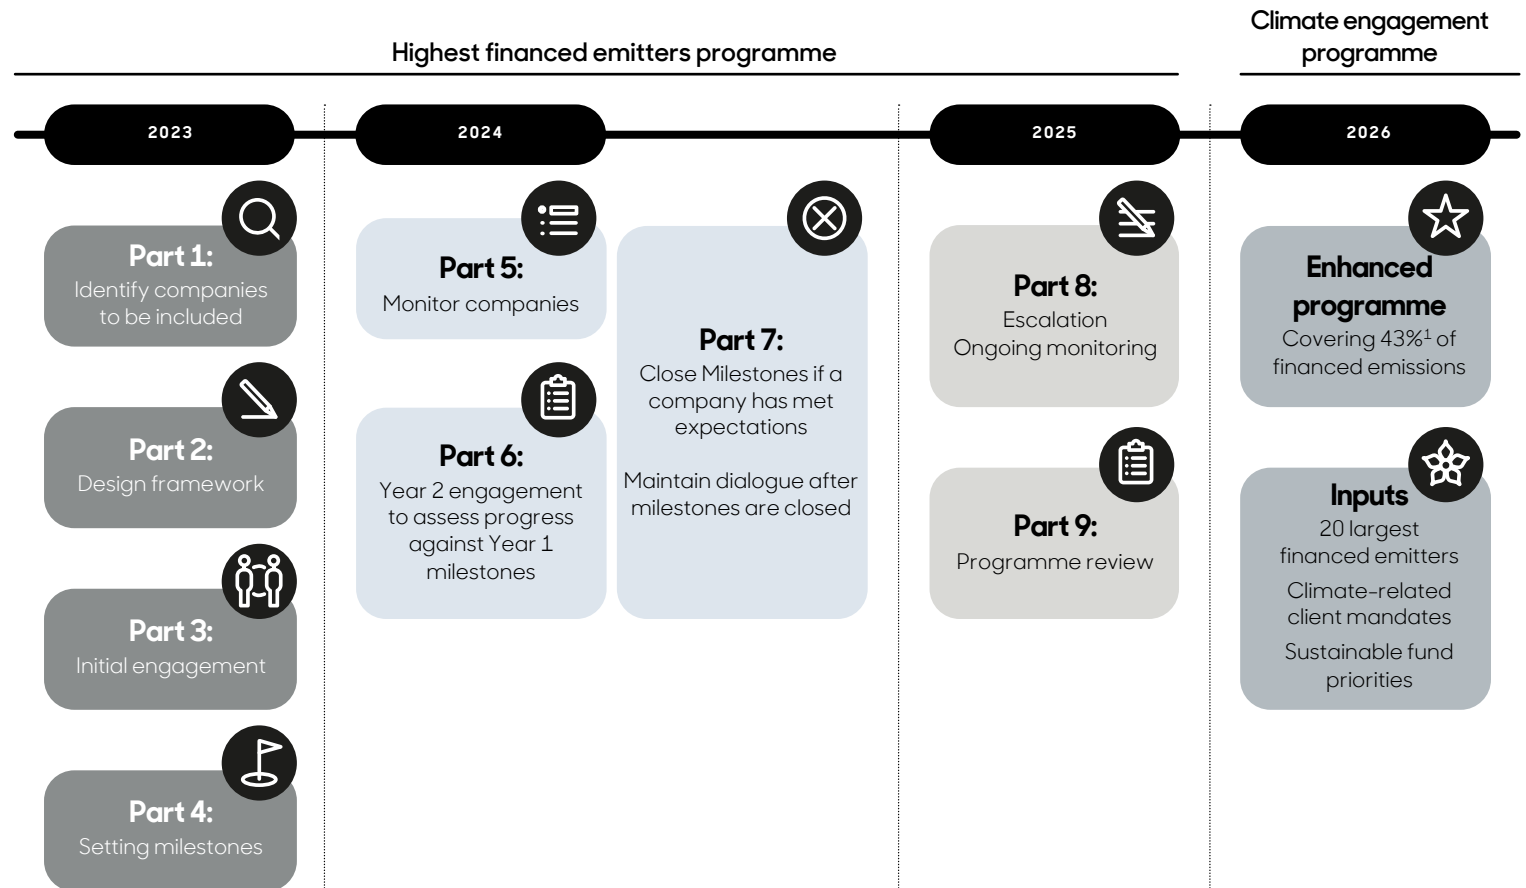 Highest financed emitters programme
Climate engagement
programme
2023
2024
2025
2026
Part 1:
Identify companies
to be included
Part 2:
Design framework
Part 3:
Initial engagement
Part 4:
Setting milestones
Part 5:
Monitor companies
Part 6:
Year 2 engagement
to assess progress
against Year 1
milestones
Part 7:
Close Milestones if a
company has met
expectations
Maintain dialogue after
milestones are closed
Part 8:
Escalation
Ongoing monitoring
Part 9:
Programme review
Enhanced
programme
Covering 43%¹ of
financed emissions
Inputs
20 largest
financed emitters
Climate-related
client mandates
Sustainable fund
priorities